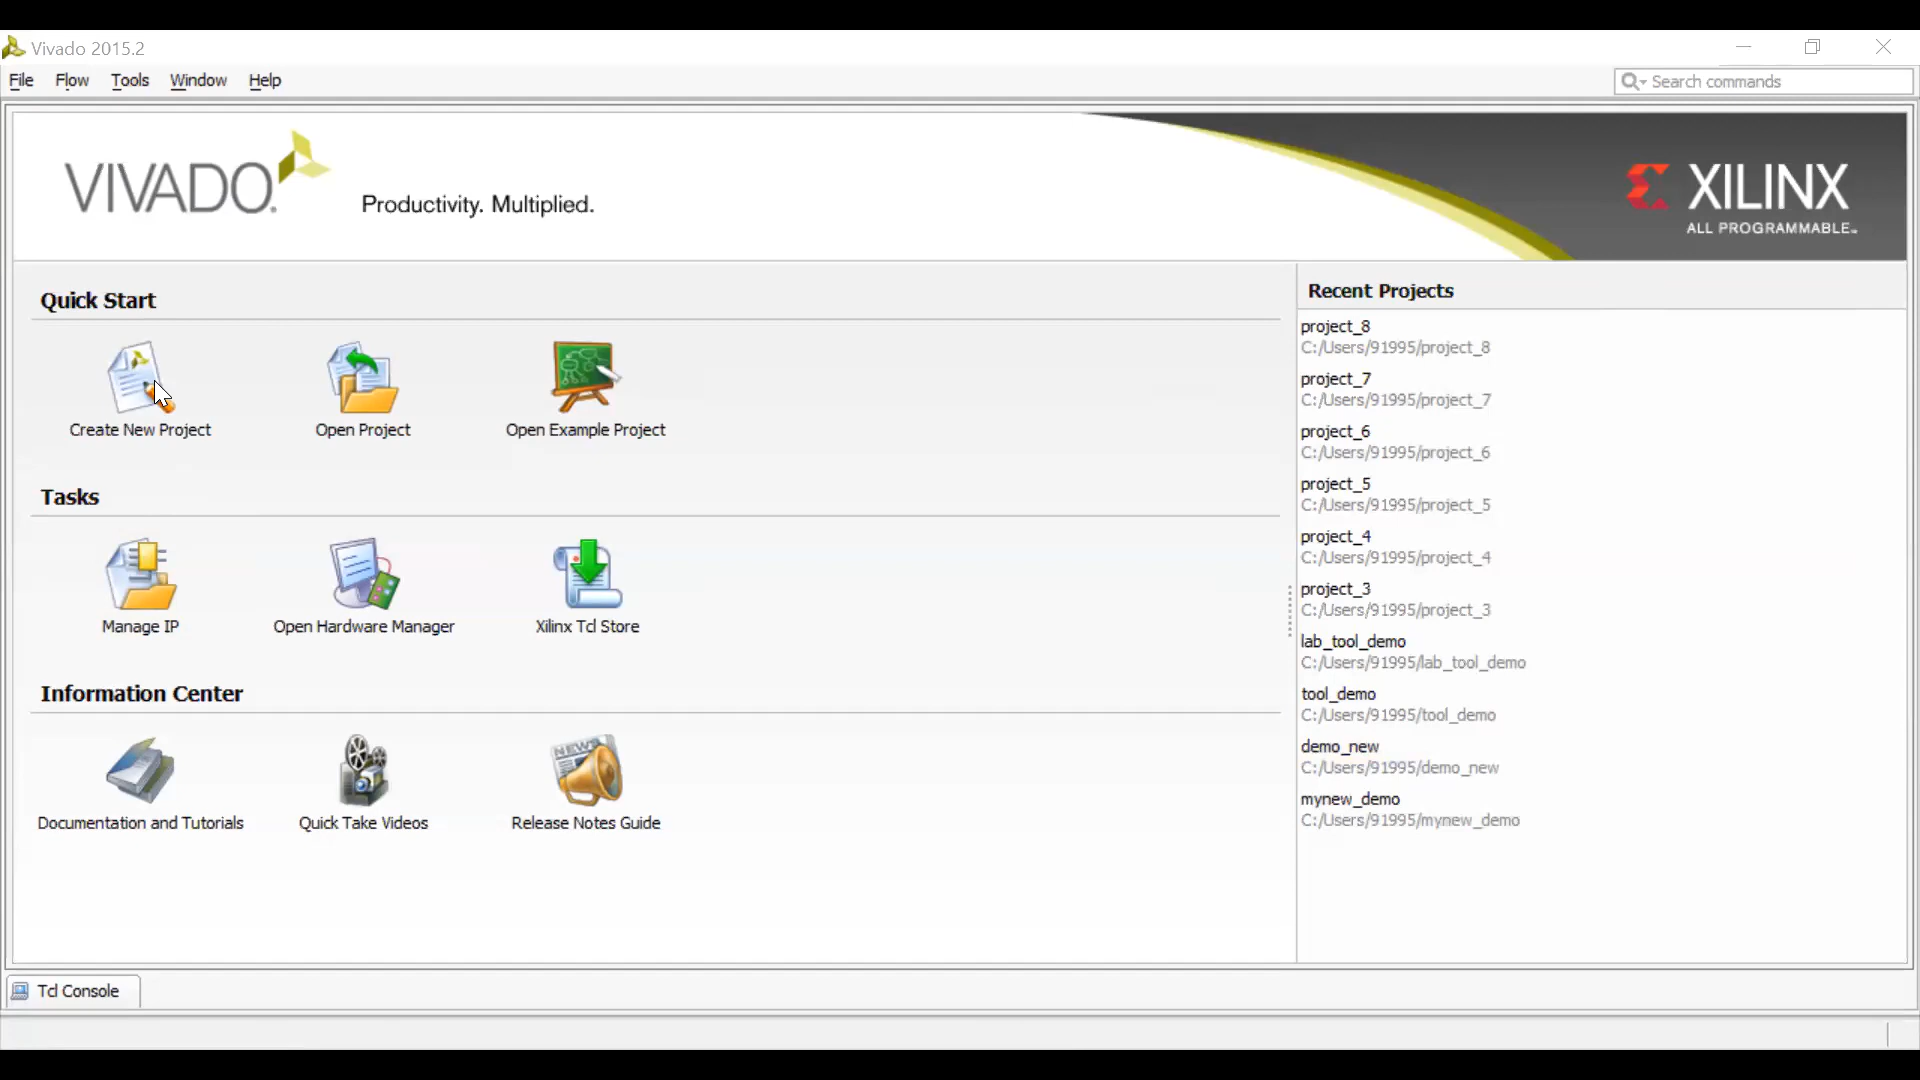 Vivado 2015.2
File Flow Tools Window Help
Search commands
VIVADO.
Productivity. Multiplied.
XILINX
ALL PROGRAMMABLE™
Quick Start
Create New Project
Open Project
Open Example Project
Tasks
Manage IP
Open Hardware Manager
Xilinx Tcl Store
Information Center
Documentation and Tutorials
Quick Take Videos
NEWS
Release Notes Guide
Recent Projects
project_8
C:/Users/91995/project_8
project_7
C:/Users/91995/project_7
project_6
C:/Users/91995/project_6
project_5
C:/Users/91995/project_5
project_4
C:/Users/91995/project_4
project_3
C:/Users/91995/project_3
lab_tool_demo
C:/Users/91995/lab_tool_demo
tool_demo
C:/Users/91995/tool_demo
demo_new
C:/Users/91995/demo_new
mynew_demo
C:/Users/91995/mynew_demo
Tcl Console